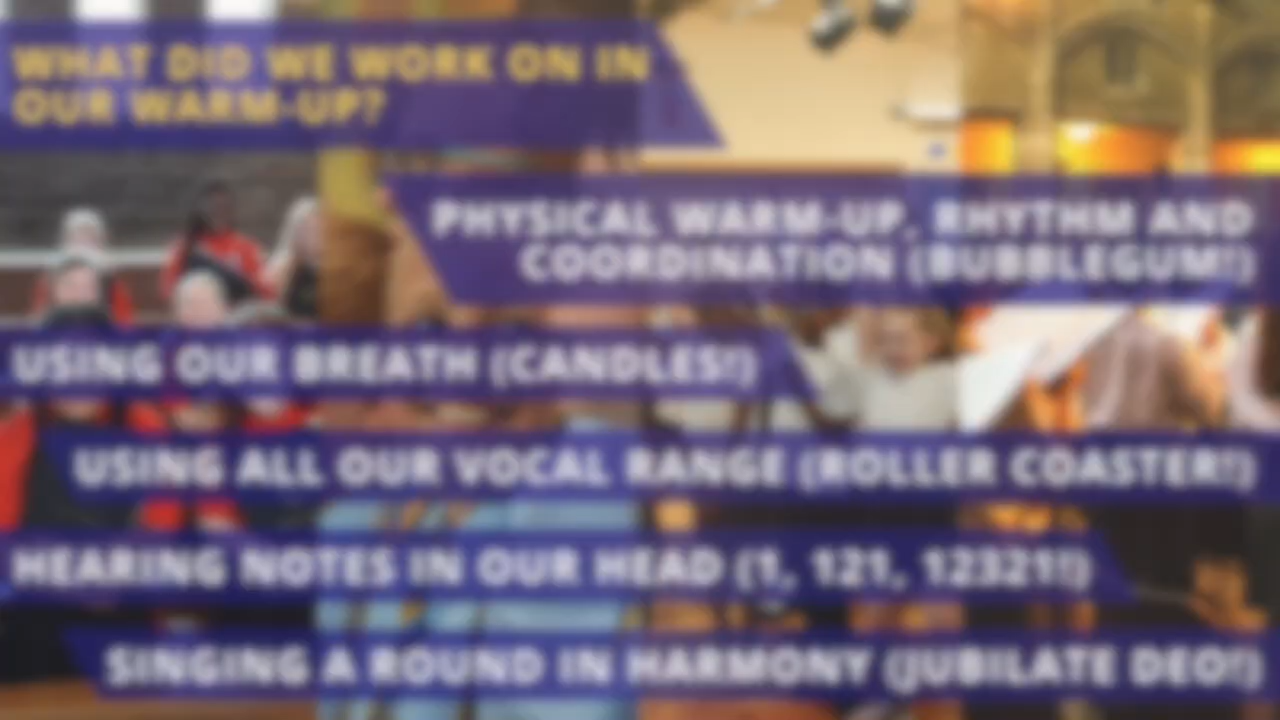 WHAT DID WE WORK ON IN
OUR WARM-UP?
PHYSICAL WARM-UP, RHYTHM AND
COORDINATION (BUBBLEGUM!)
USING OUR BREATH (CANDLES!)
USING ALL OUR VOCAL RANGE (ROLLER COASTER!)
HEARING NOTES IN OUR HEAD (1, 121, 12321!)
SINGING A ROUND IN HARMONY (JUBILATE DEO!)